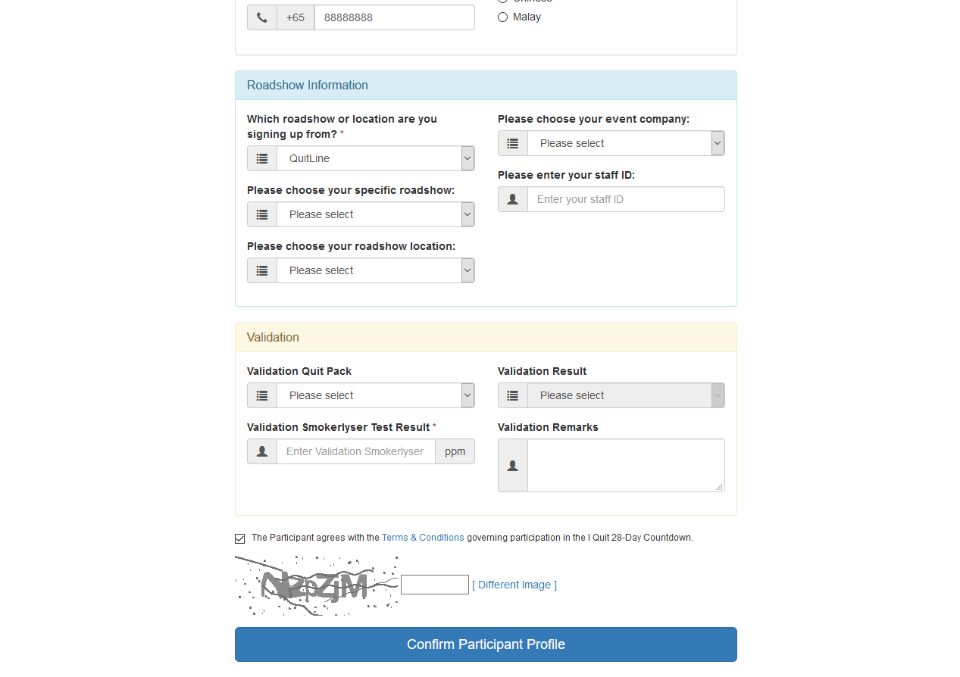 Chinese
+65 88888888
Malay
Roadshow Information
Which roadshow or location are you
signing up from? *
QuitLine
Please choose your specific roadshow:
Please select
Please choose your roadshow location:
Please select
Please choose your event company:
Please select
Please enter your staff ID:
Enter your staff ID
Validation
Validation Quit Pack
Please select
Validation Result
Please select
Validation Smokerlyser Test Result *
Enter Validation Smokerlyser ppm
Validation Remarks
The Participant agrees with the Terms & Conditions governing participation in the I Quit 28-Day Countdown.
[ Different Image ]
Confirm Participant Profile